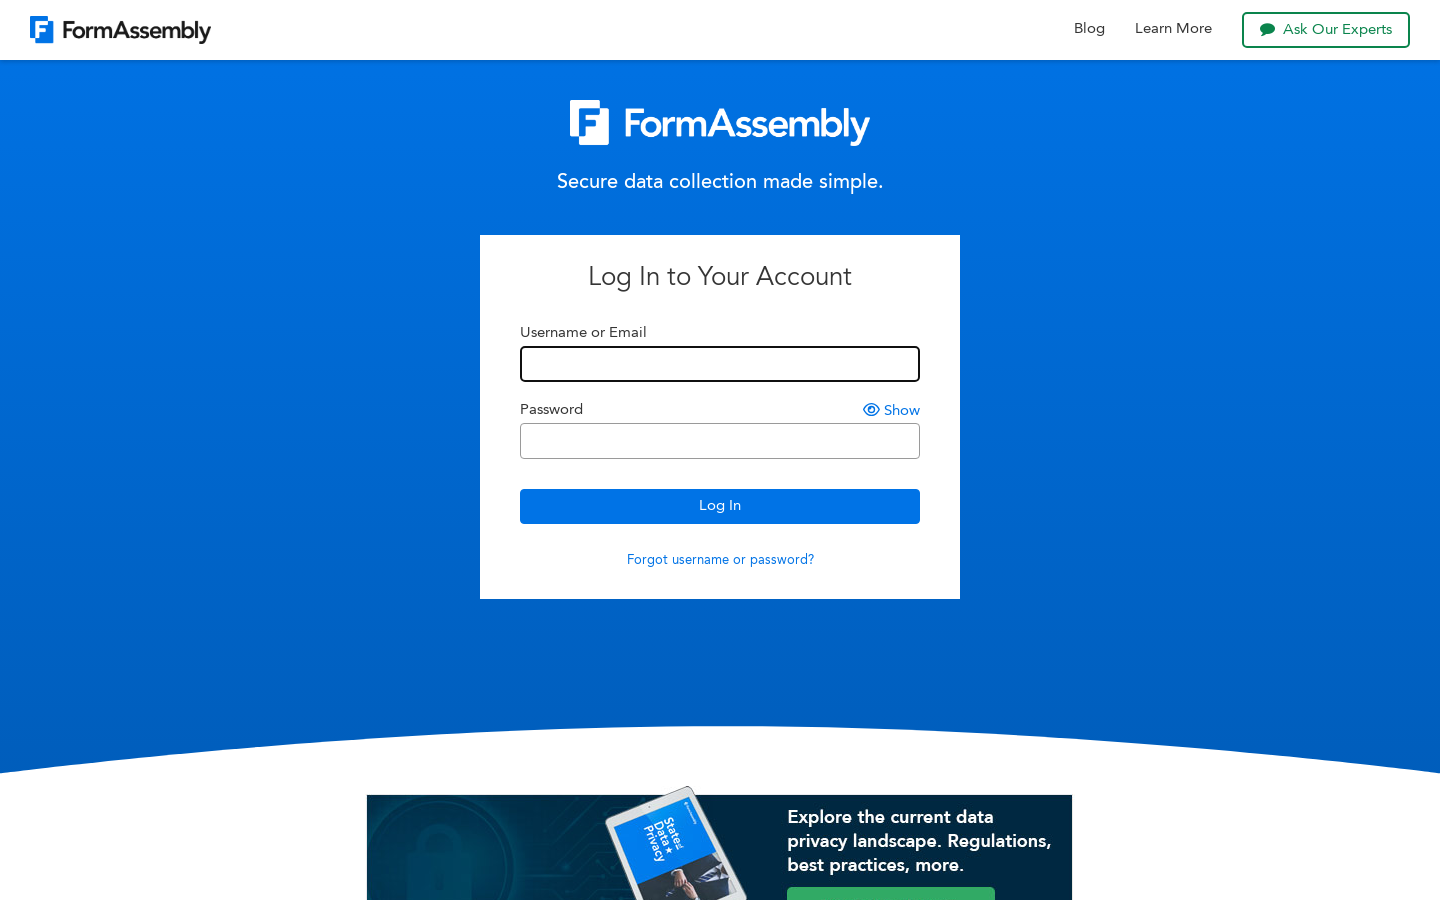 FormAssembly
Blog
Learn More
Ask Our Experts
FormAssembly
Secure data collection made simple.
Log In to Your Account
Username or Email
Password
Show
Log In
Forgot username or password?
State of
Data
Privacy
Explore the current data
privacy landscape. Regulations,
best practices, more.